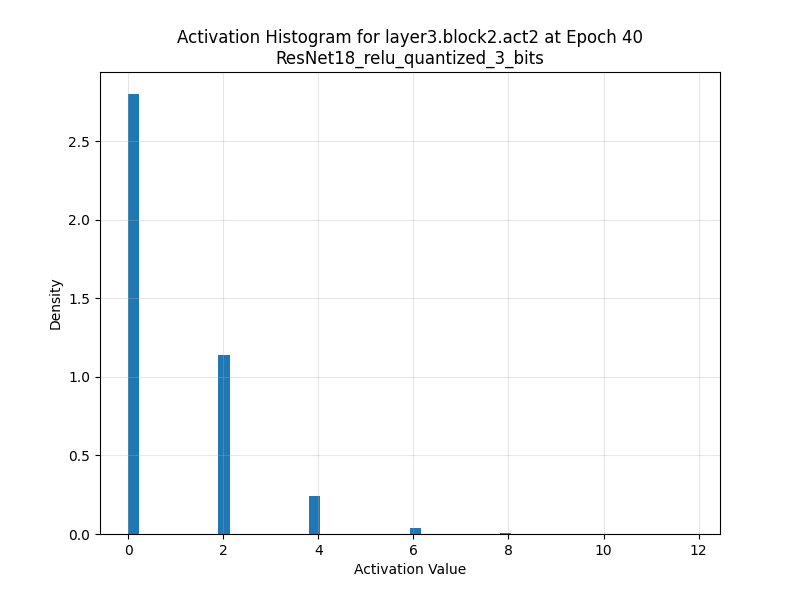 Activation Histogram for layer3.block2.act2 at Epoch 40
ResNet18_relu_quantized_3_bits
2.5
2.0
1.5
1.0
0.5
0.0
Density
0 2 4 6 8 10 12
Activation Value